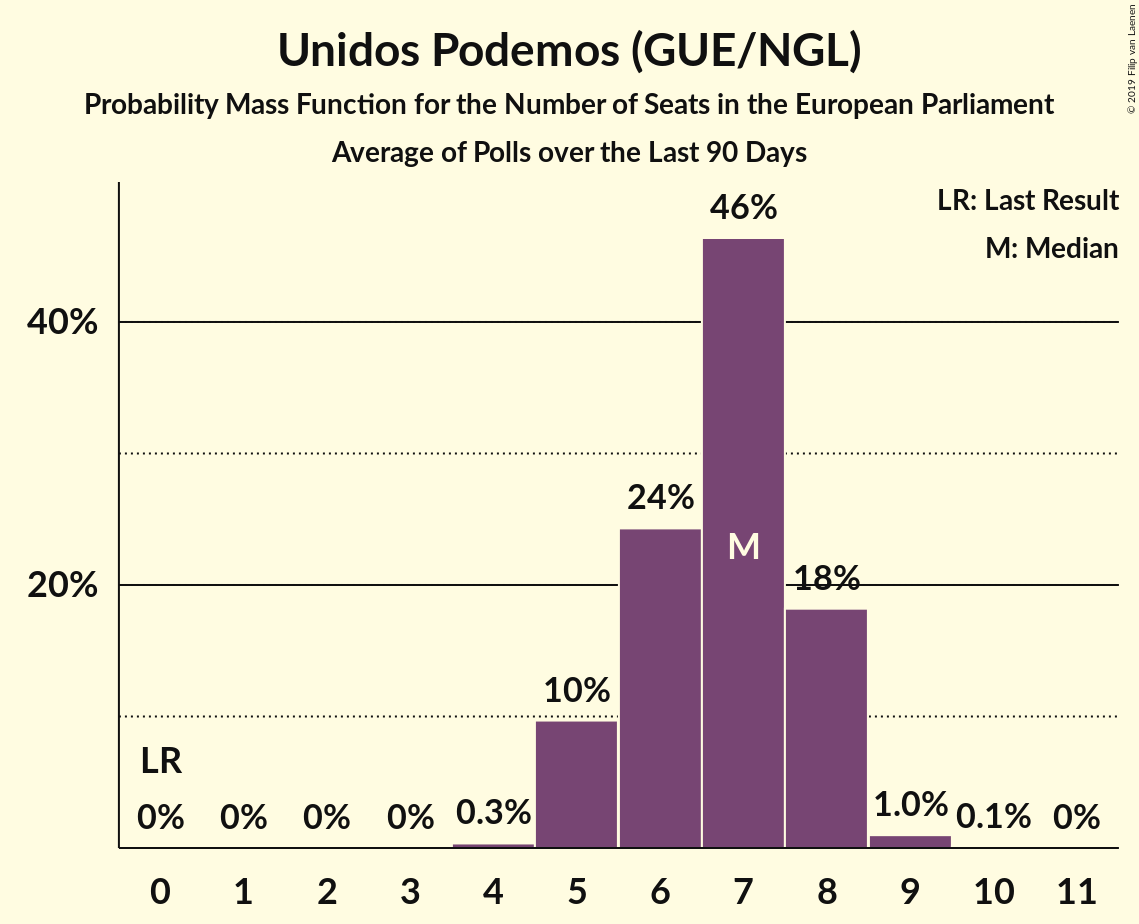 Unidos Podemos (GUE/NGL)
Probability Mass Function for the Number of Seats in the European Parliament
Average of Polls over the Last 90 Days
© 2019 Filip van Laenen
LR: Last Result
M: Median
46%
40%
24%
M
20%
18%
10%
LR
0%
0%
0%
0%
0.3%
1.0%
0.1%
0%
0 1 2 3 4 5 6 7 8 9 10 11